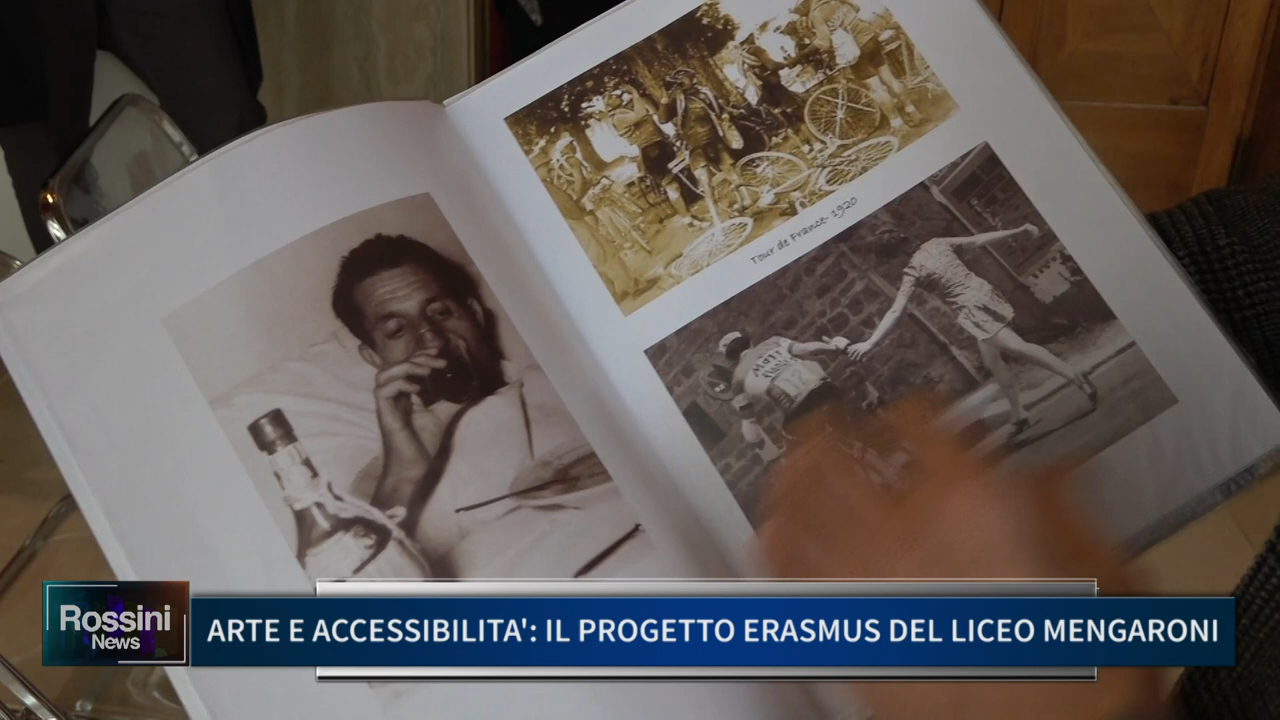 Tour de France - 1920
Rossini
News
ARTE E ACCESSIBILITA': IL PROGETTO ERASMUS DEL LICEO MENGARONI